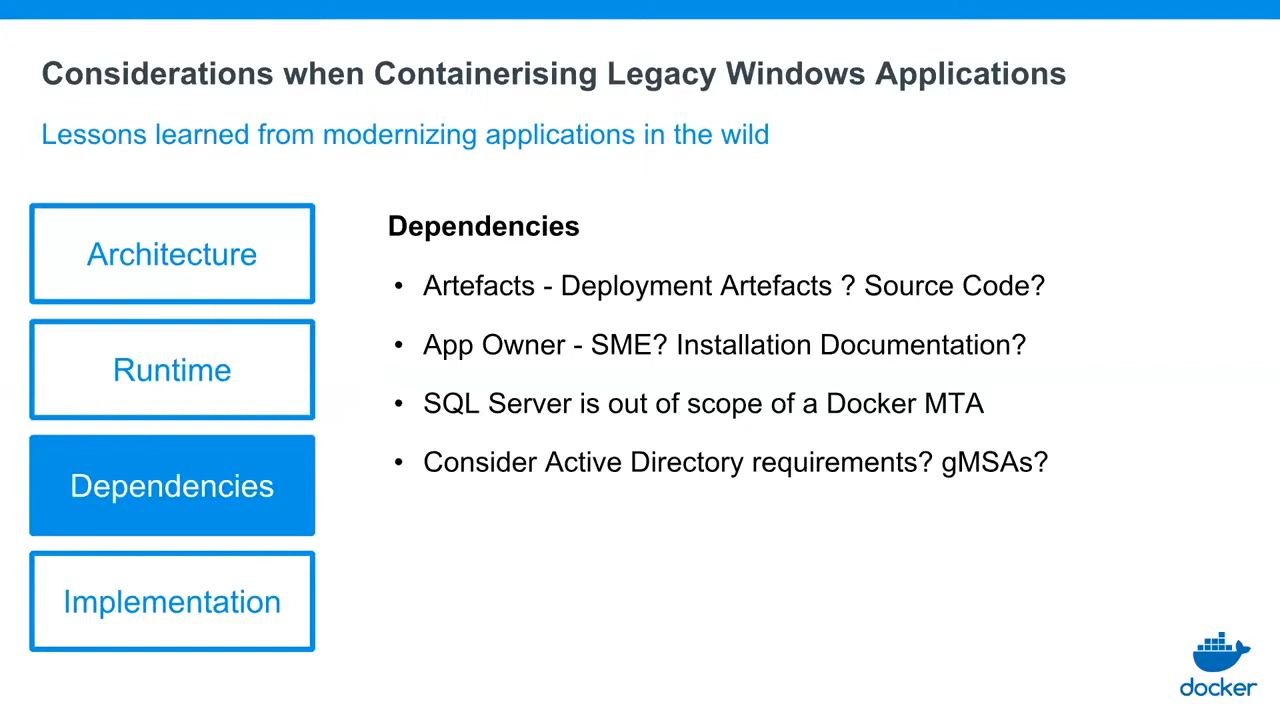 Considerations when Containerising Legacy Windows Applications
Lessons learned from modernizing applications in the wild
Architecture
Runtime
Dependencies
Implementation
Dependencies
• Artefacts - Deployment Artefacts ? Source Code?
• App Owner - SME? Installation Documentation?
• SQL Server is out of scope of a Docker MTA
• Consider Active Directory requirements? gMSAs?
docker